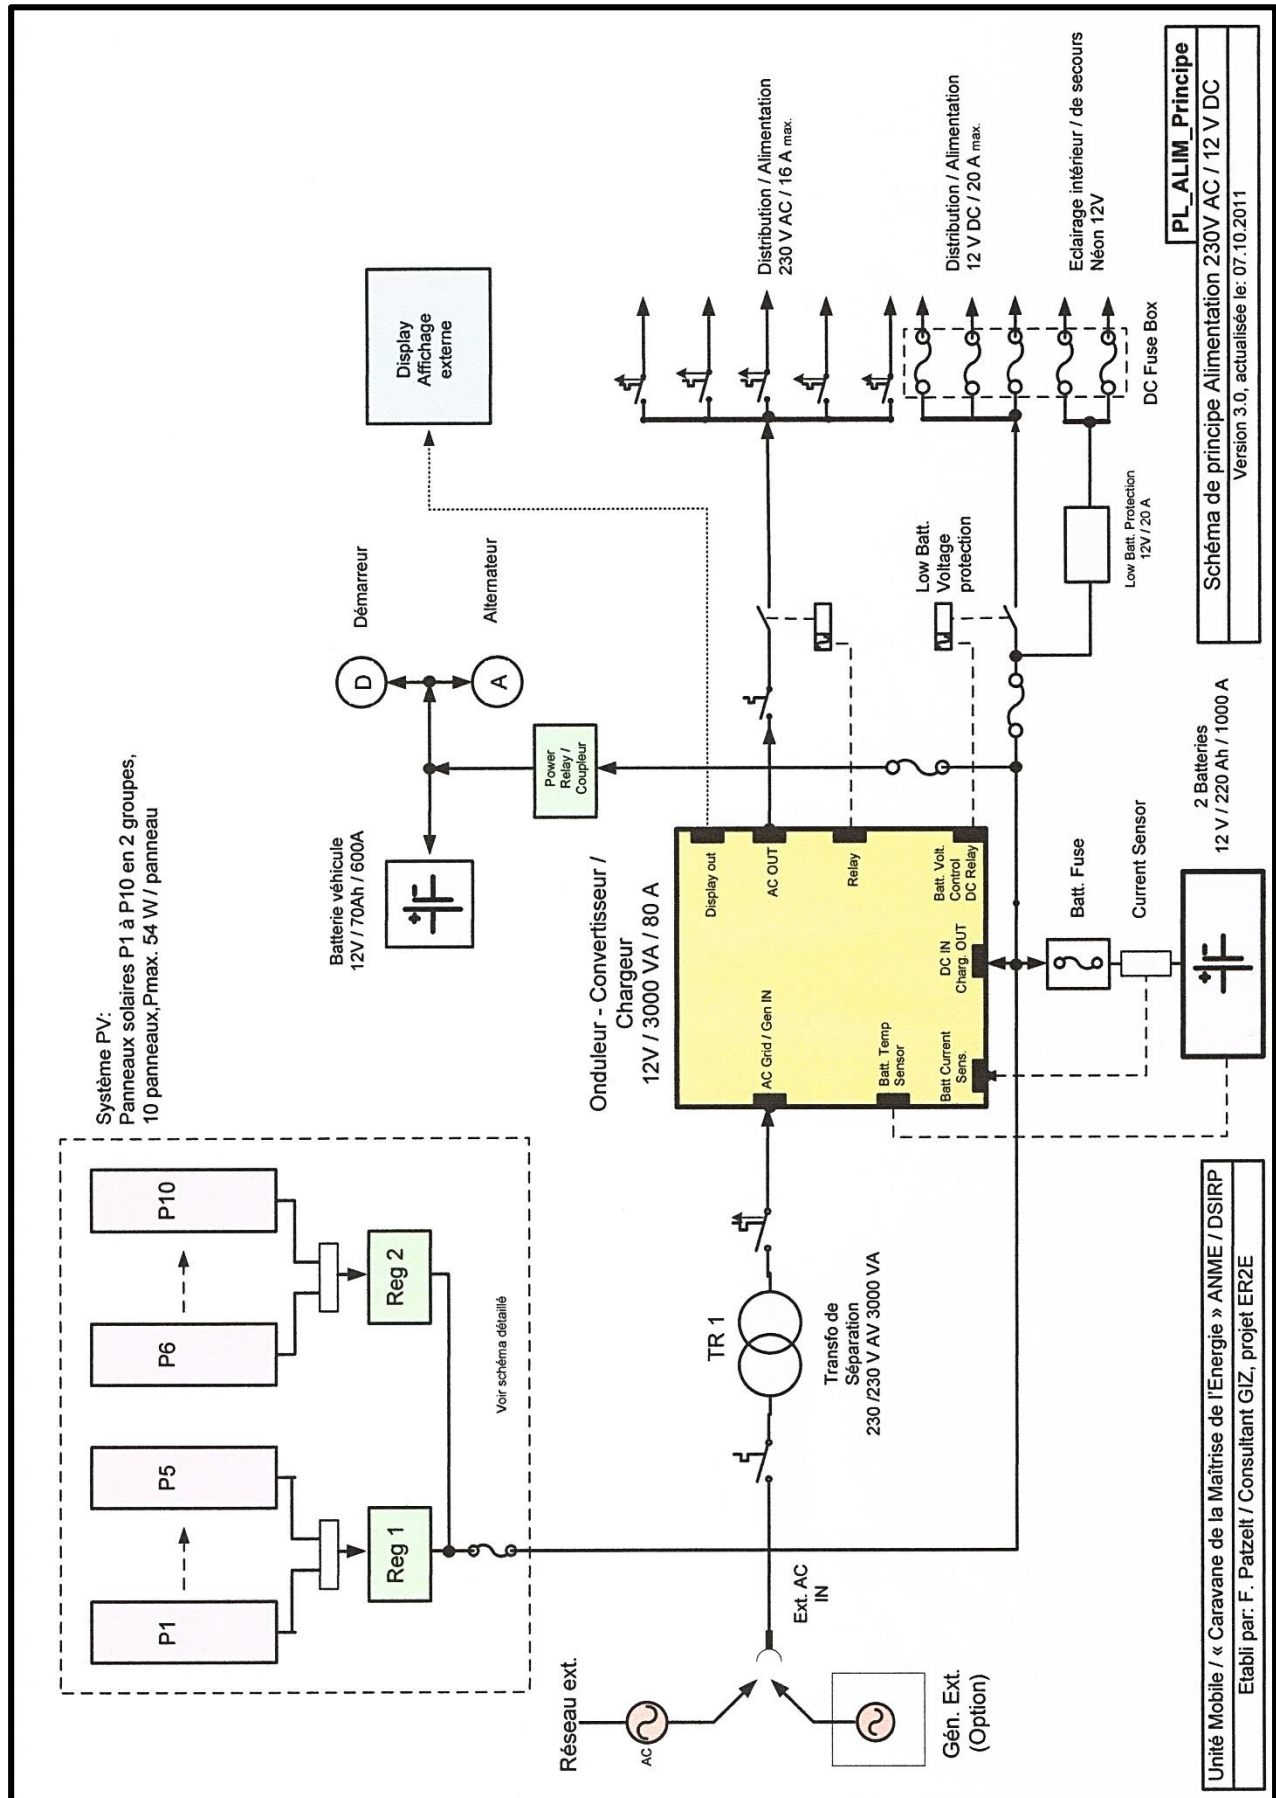 Système PV:
Panneaux solaires P1 à P10 en 2 groupes,
10 panneaux,Pmax. 54 W / panneau
P1
P5
P6
P10
Reg 1
Reg 2
Voir schéma détaillé
Batterie véhicule
12V / 70Ah / 600A
Démarreur
D
A
Alternateur
Power
Relay /
Coupleur
Display
Affichage
externe
Onduleur - Convertisseur /
Chargeur
12V / 3000 VA / 80 A
AC Grid / Gen IN
Batt. Temp
Sensor
Batt Current
Sens.
Display out
AC OUT
Relay
Batt. Volt.
Control
DC Relay
DC IN
Charg. OUT
Réseau ext.
AC
Gén. Ext.
(Option)
Ext. AC
IN
TR 1
Transfo de
Séparation
230 /230 V AV 3000 VA
Low Batt.
Voltage
protection
Distribution / Alimentation
230 V AC / 16 A max.
Distribution / Alimentation
12 V DC / 20 A max.
Eclairage intérieur / de secours
Néon 12V
DC Fuse Box
Low Batt. Protection
12V / 20 A
Batt. Fuse
Current Sensor
2 Batteries
12 V / 220 Ah / 1000 A
Unité Mobile / « Caravane de la Maîtrise de l'Energie » ANME / DSIRP
Etabli par: F. Patzelt / Consultant GIZ, projet ER2E
PL_ALIM_Principe
Schéma de principe Alimentation 230V AC / 12 V DC
Version 3.0, actualisée le: 07.10.2011